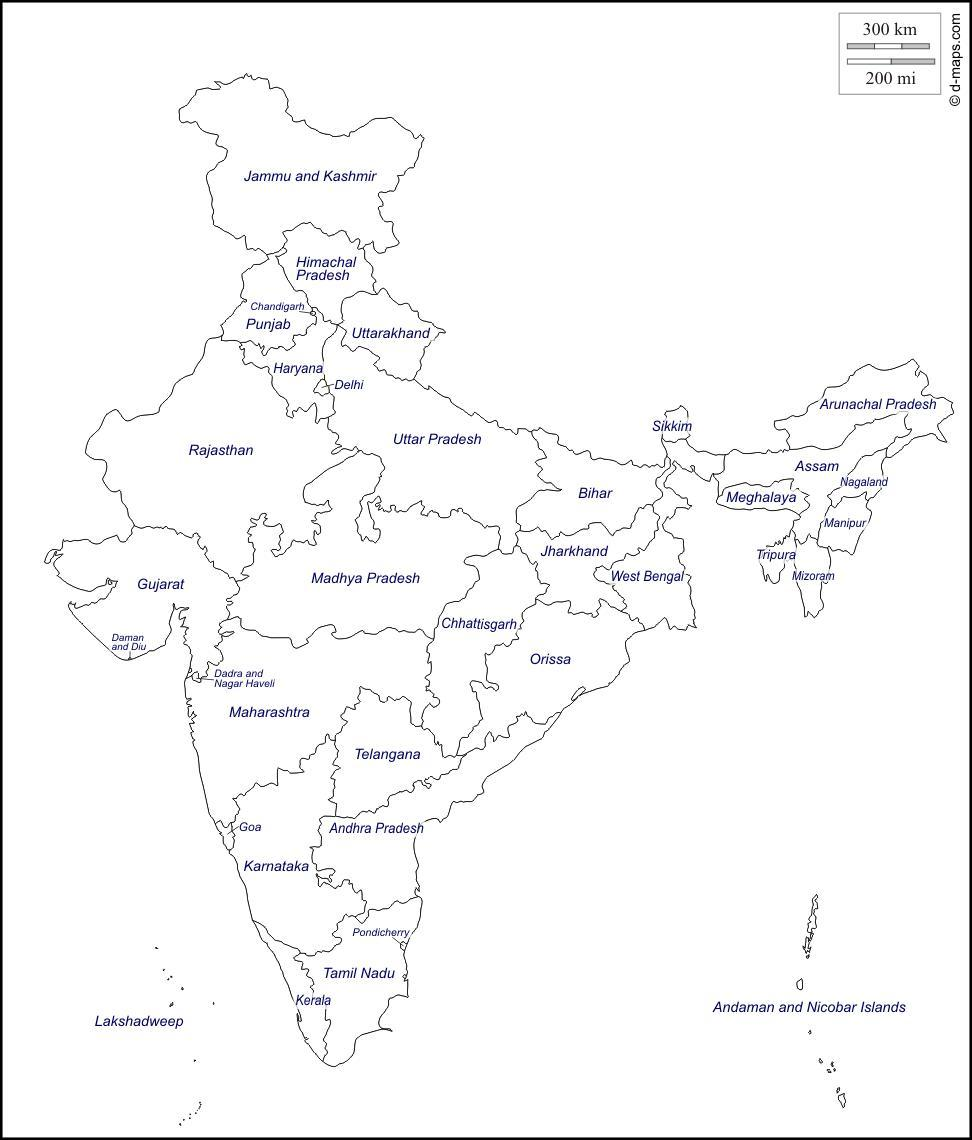 300 km
200 mi
© d-maps.com
Jammu and Kashmir
Himachal
Pradesh
Chandigarh
Punjab
Uttarakhand
Haryana
Delhi
Arunachal Pradesh
Sikkim
Uttar Pradesh
Rajasthan
Assam
Nagaland
Bihar
Meghalaya
Manipur
Jharkhand
Tripura
West Bengal
Mizoram
Madhya Pradesh
Gujarat
Chhattisgarh
Daman
and Diu
Orissa
Dadra and
Nagar Haveli
Maharashtra
Telangana
Goa
Andhra Pradesh
Karnataka
Pondicherry
Tamil Nadu
Kerala
Lakshadweep
Andaman and Nicobar Islands